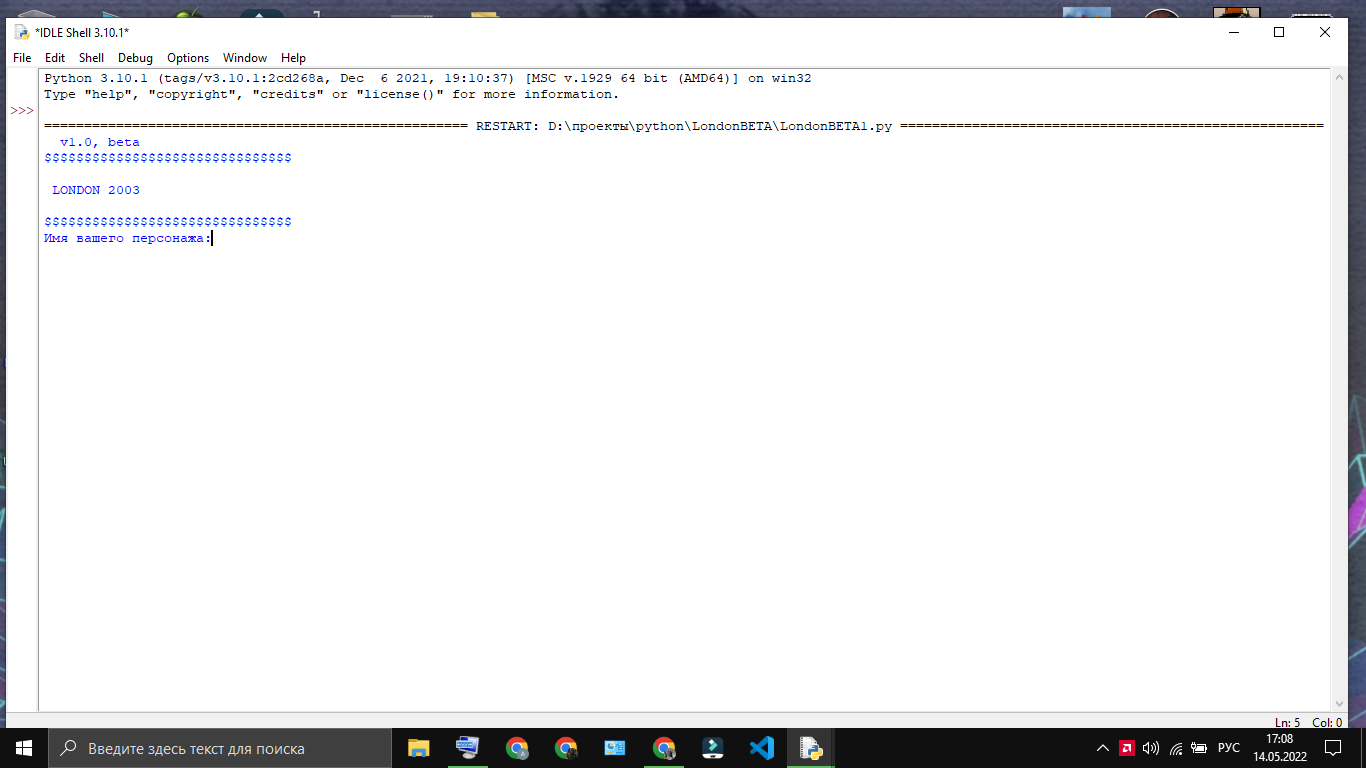 *IDLE Shell 3.10.1*
File Edit Shell Debug Options Window Help
Python 3.10.1 (tags/v3.10.1:2cd268a, Dec  6 2021, 19:10:37) [MSC v.1929 64 bit (AMD64)] on win32
Type "help", "copyright", "credits" or "license()" for more information.
>>>
===================================================== RESTART: D:\проекты\python\LondonBETA\LondonBETA1.py =====================================================
v1.0, beta
$$$$$$$$$$$$$$$$$$$$$$$$$$$$$$$
LONDON 2003
$$$$$$$$$$$$$$$$$$$$$$$$$$$$$$$
Имя вашего персонажа:
Ln: 5 Col: 0
Введите здесь текст для поиска
РУС
17:08
14.05.2022